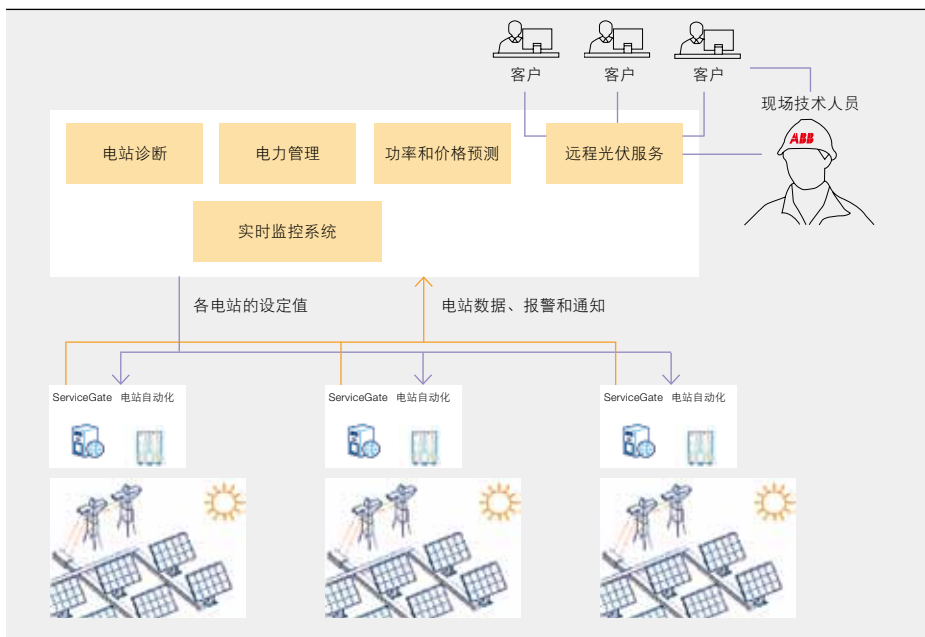 客户
客户
客户
现场技术人员
ABB
电站诊断
电力管理
功率和价格预测
远程光伏服务
实时监控系统
各电站的设定值
电站数据、报警和通知
ServiceGate 电站自动化
ServiceGate 电站自动化
ServiceGate 电站自动化